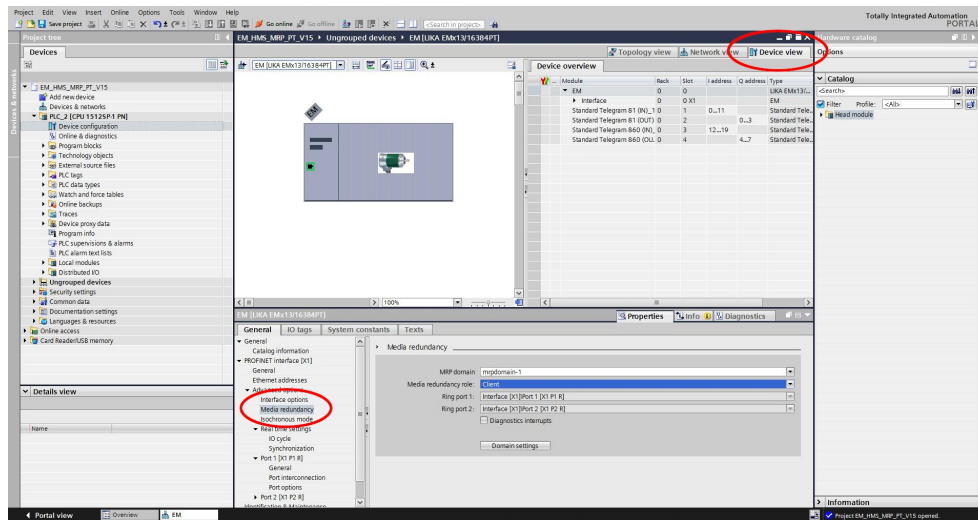 Project Edit View Insert Online Options Tools Window Help
Totally Integrated Automation
PORTAL
Save project
Go online
Go offline
<Search in project>
Project tree
EM_HMS_MRP_PT_V15 ▸ Ungrouped devices ▸ EM [LIKA EMx13/16384PT]
Hardware catalog
Devices
Topology view
Network view
Device view
Options
EM [LIKA EMx13/16384PT]
Device overview
Module Rack Slot I address Q address Type
EM 0 0 LIKA EMx13/...
Interface 0 0 X1 EM
Standard Telegram 81 (IN)_1 0 1 0...11 Standard Tele..
Standard Telegram 81 (OUT) 0 2 0...3 Standard Tele..
Standard Telegram 860 (IN)_ 0 3 12...19 Standard Tele..
Standard Telegram 860 (OU.. 0 4 4...7 Standard Tele..
Catalog
<Search>
Filter Profile: <All>
Head module
Devices & networks
EM_HMS_MRP_PT_V15
Add new device
Devices & networks
PLC_2 [CPU 1512SP-1 PN]
Device configuration
Online & diagnostics
Program blocks
Technology objects
External source files
PLC tags
PLC data types
Watch and force tables
Online backups
Traces
Device proxy data
Program info
PLC supervisions & alarms
PLC alarm text lists
Local modules
Distributed I/O
Ungrouped devices
Security settings
Common data
Documentation settings
Languages & resources
Online access
Card Reader/USB memory
EM
100%
EM [LIKA EMx13/16384PT]
Properties
Info
Diagnostics
General IO tags System constants Texts
General
Catalog information
PROFINET interface [X1]
General
Ethernet addresses
Advanced options
Interface options
Media redundancy
Isochronous mode
Real time settings
IO cycle
Synchronization
Port 1 [X1 P1 R]
General
Port interconnection
Port options
Port 2 [X1 P2 R]
Identification & Maintenance
Media redundancy
MRP domain mrpdomain-1
Media redundancy role: Client
Ring port 1: Interface [X1]\Port 1 [X1 P1 R]
Ring port 2: Interface [X1]\Port 2 [X1 P2 R]
Diagnostics interrupts
Domain settings
Details view
Name
Information
Portal view
Overview
EM
Project EM_HMS_MRP_PT_V15 opened.